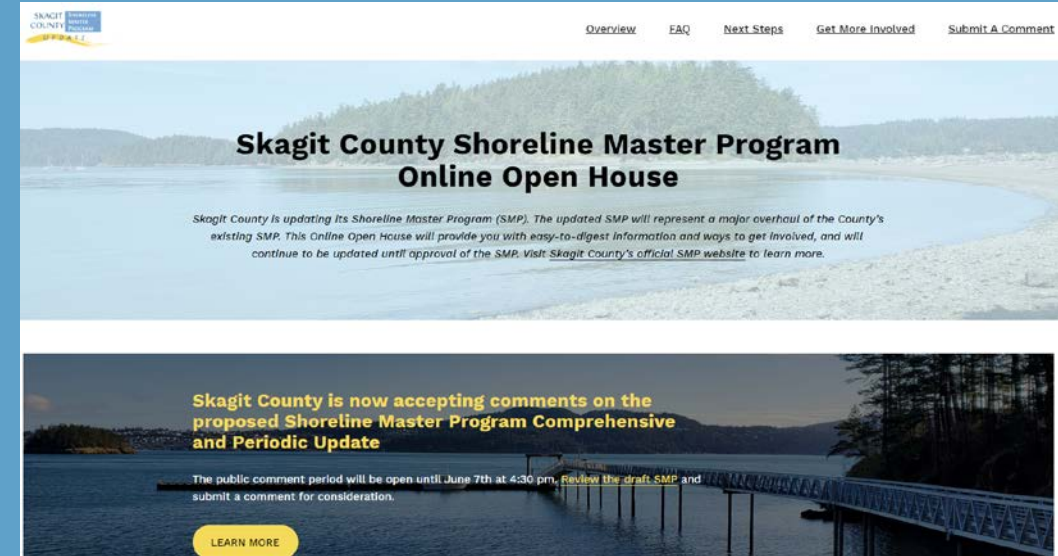 SKAGIT COUNTY
SHORELINE MASTER PROGRAM
UPDATE
Overview FAQ Next Steps Get More Involved Submit A Comment
Skagit County Shoreline Master Program
Online Open House
Skagit County is updating its Shoreline Master Program (SMP). The updated SMP will represent a major overhaul of the County's
existing SMP. This Online Open House will provide you with easy-to-digest information and ways to get involved, and will
continue to be updated until approval of the SMP. Visit Skagit County's official SMP website to learn more.
Skagit County is now accepting comments on the
proposed Shoreline Master Program Comprehensive
and Periodic Update
The public comment period will be open until June 7th at 4:30 pm. Review the draft SMP and
submit a comment for consideration.
LEARN MORE